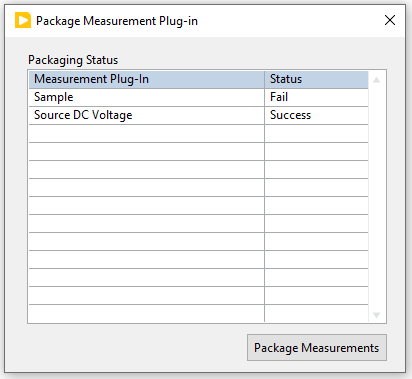 Package Measurement Plug-in
Packaging Status
Measurement Plug-In Status
Sample Fail
Source DC Voltage Success
Package Measurements